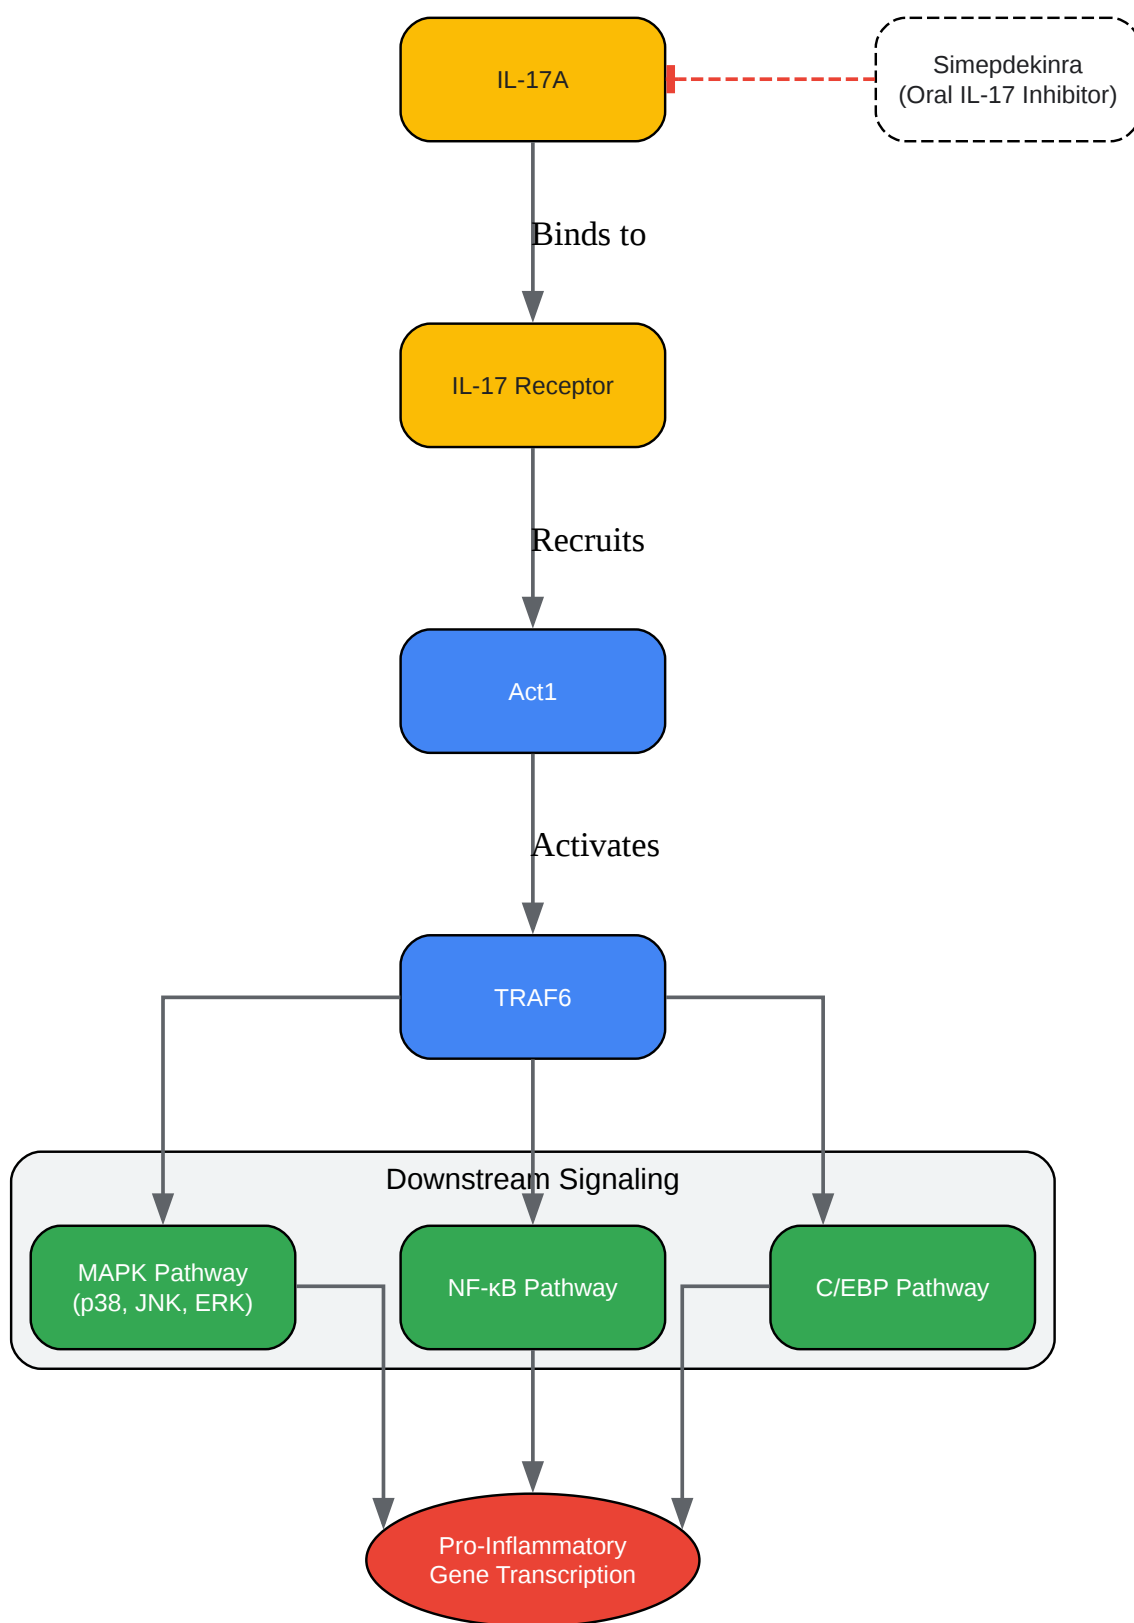 IL-17A
Simepdekinra
(Oral IL-17 Inhibitor)
Binds to
IL-17 Receptor
Recruits
Act1
Activates
TRAF6
Downstream Signaling
MAPK Pathway
(p38, JNK, ERK)
NF-κB Pathway
C/EBP Pathway
Pro-Inflammatory
Gene Transcription